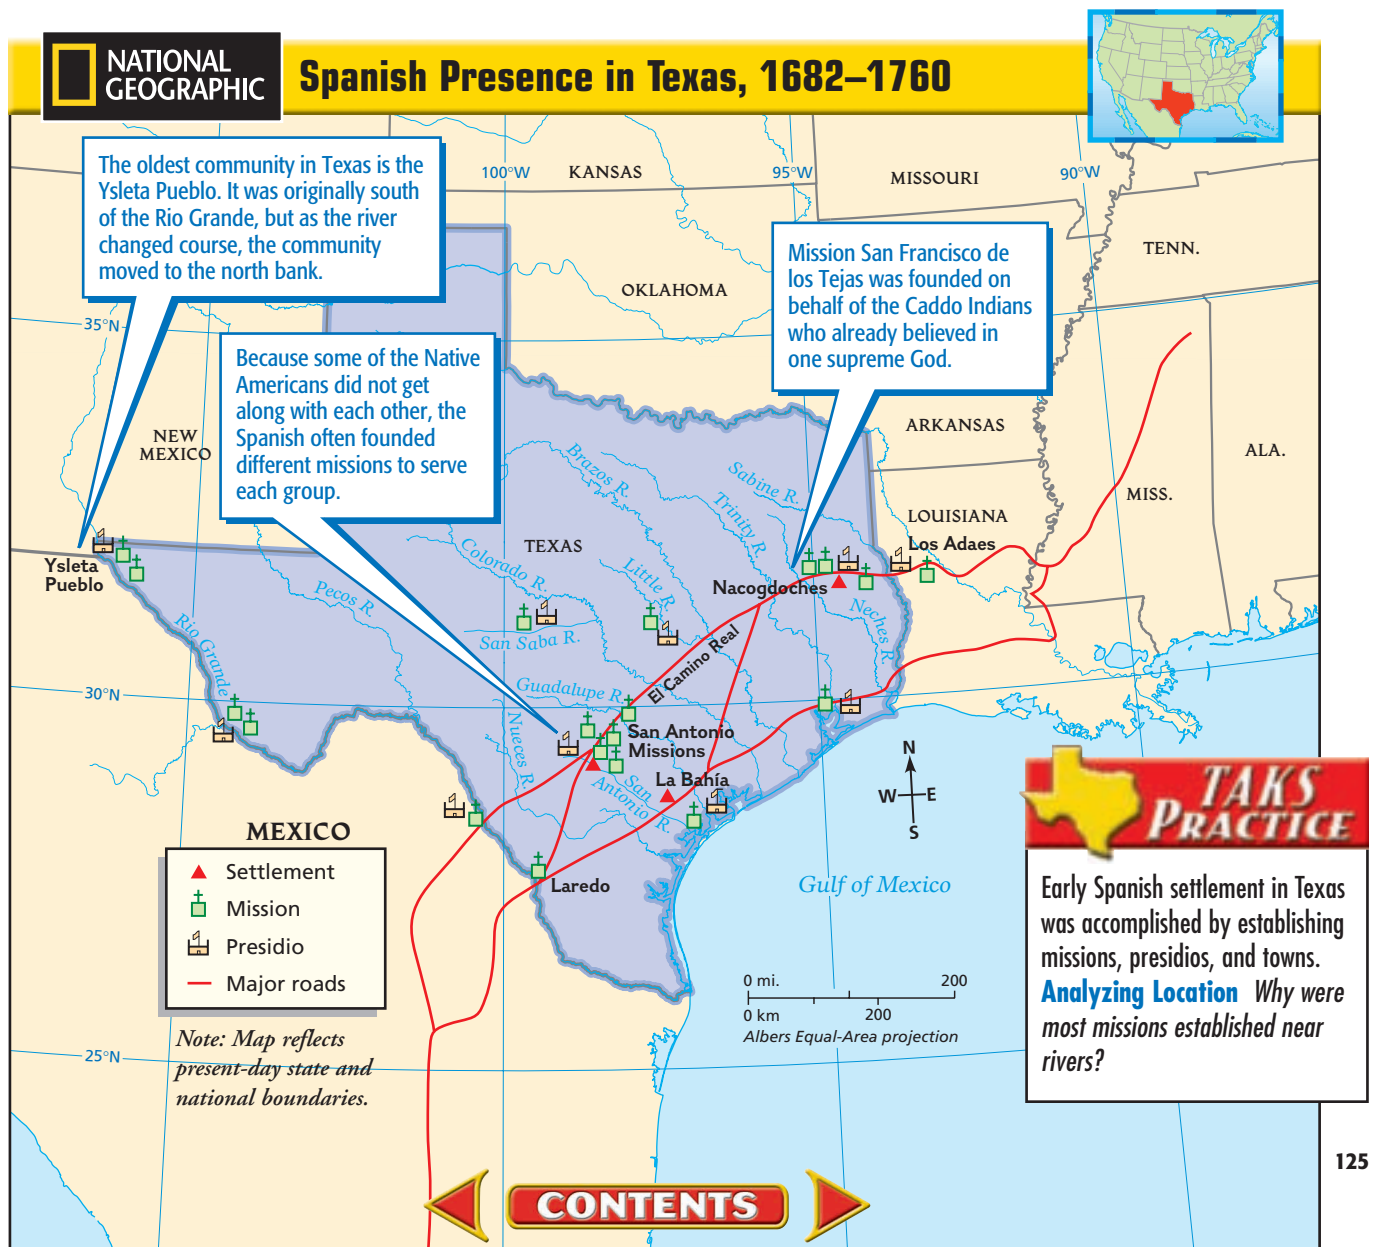 NATIONAL
GEOGRAPHIC
Spanish Presence in Texas, 1682–1760
The oldest community in Texas is the
Ysleta Pueblo. It was originally south
of the Rio Grande, but as the river
changed course, the community
moved to the north bank.
Because some of the Native
Americans did not get
along with each other, the
Spanish often founded
different missions to serve
each group.
Mission San Francisco de
los Tejas was founded on
behalf of the Caddo Indians
who already believed in
one supreme God.
100°W
95°W
90°W
35°N
30°N
25°N
KANSAS
MISSOURI
TENN.
OKLAHOMA
ARKANSAS
NEW
MEXICO
ALA.
MISS.
LOUISIANA
TEXAS
Los Adaes
Ysleta
Pueblo
Nacogdoches
Brazos R.
Sabine R.
Trinity R.
Colorado R.
Little R.
Pecos R.
Neches R.
San Saba R.
Rio Grande
El Camino Real
Guadalupe R.
Nueces R.
San Antonio
Missions
La Bahía
San
Antonio R.
Laredo
MEXICO
Gulf of Mexico
N
W
E
S
Settlement
Mission
Presidio
Major roads
Note: Map reflects
present-day state and
national boundaries.
0 mi.
200
0 km
200
Albers Equal-Area projection
TAKS
PRACTICE
Early Spanish settlement in Texas
was accomplished by establishing
missions, presidios, and towns.
Analyzing Location Why were
most missions established near
rivers?
125
CONTENTS